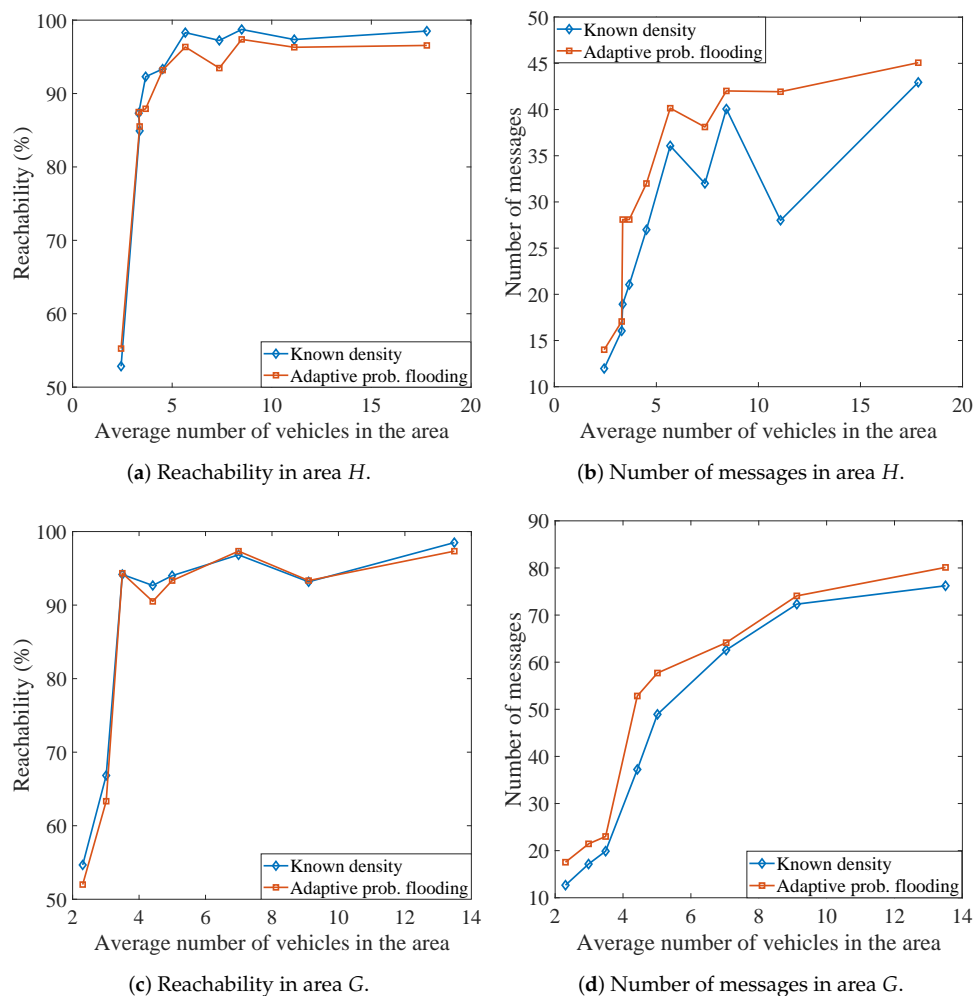 100
90
80
70
60
50
Reachability (%)
Known density
Adaptive prob. flooding
0 5 10 15 20
Average number of vehicles in the area
(a) Reachability in area H.
50
45
40
35
30
25
20
15
10
Number of messages
Known density
Adaptive prob. flooding
0 5 10 15 20
Average number of vehicles in the area
(b) Number of messages in area H.
100
90
80
70
60
50
Reachability (%)
Known density
Adaptive prob. flooding
2 4 6 8 10 12 14
Average number of vehicles in the area
(c) Reachability in area G.
90
80
70
60
50
40
30
20
10
Number of messages
Known density
Adaptive prob. flooding
2 4 6 8 10 12 14
Average number of vehicles in the area
(d) Number of messages in area G.